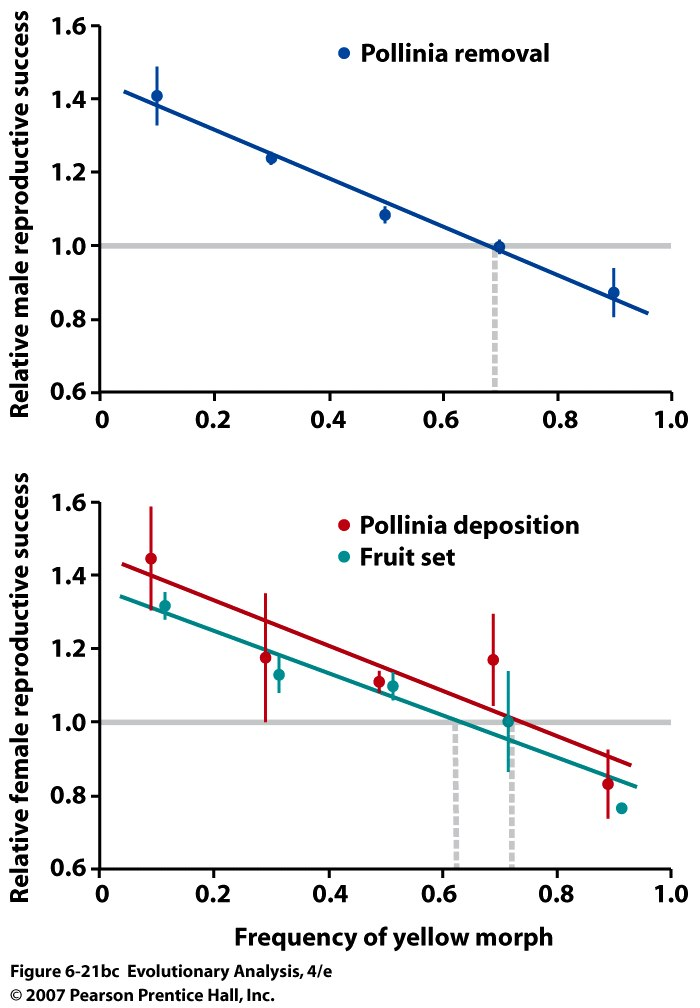 Relative male reproductive success
1.6
1.4
1.2
1.0
0.8
0.6
Pollinia removal
0 0.2 0.4 0.6 0.8 1.0
Relative female reproductive success
1.6
1.4
1.2
1.0
0.8
0.6
Pollinia deposition
Fruit set
0 0.2 0.4 0.6 0.8 1.0
Frequency of yellow morph
Figure 6-21bc Evolutionary Analysis, 4/e
© 2007 Pearson Prentice Hall, Inc.